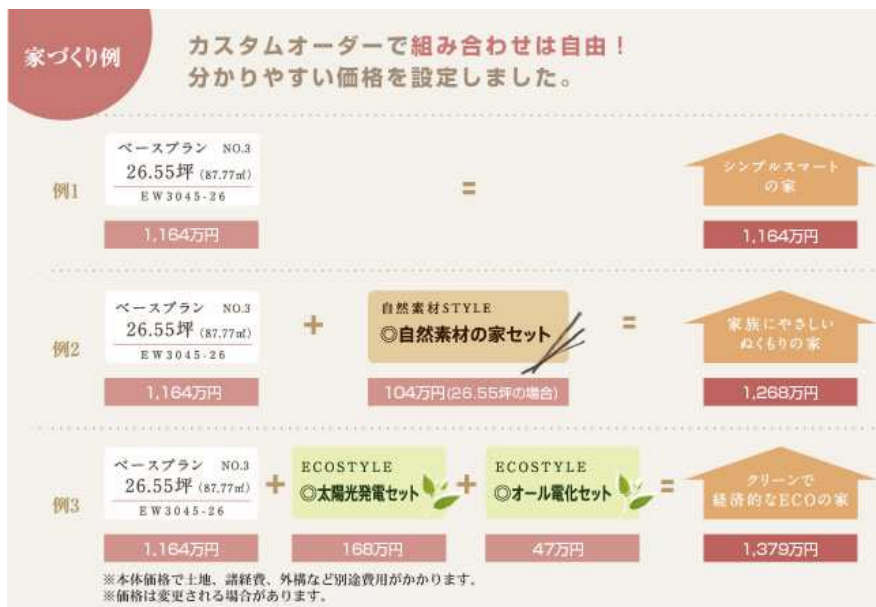 家づくり例
カスタムオーダーで組み合わせは自由！
分かりやすい価格を設定しました。
例1
ベースプラン NO.3
26.55坪 (87.77㎡)
EW3045-26
1,164万円
=
シンプルスマート
の家
1,164万円
例2
ベースプラン NO.3
26.55坪 (87.77㎡)
EW3045-26
1,164万円
+
自然素材STYLE
◎自然素材の家セット
104万円(26.55坪の場合)
=
家族にやさしい
ぬくもりの家
1,268万円
例3
ベースプラン NO.3
26.55坪 (87.77㎡)
EW3045-26
1,164万円
+
ECOSTYLE
◎太陽光発電セット
168万円
+
ECOSTYLE
◎オール電化セット
47万円
=
クリーンで
経済的なECOの家
1,379万円
※本体価格で土地、諸経費、外構など別途費用がかかります。
※価格は変更される場合があります。